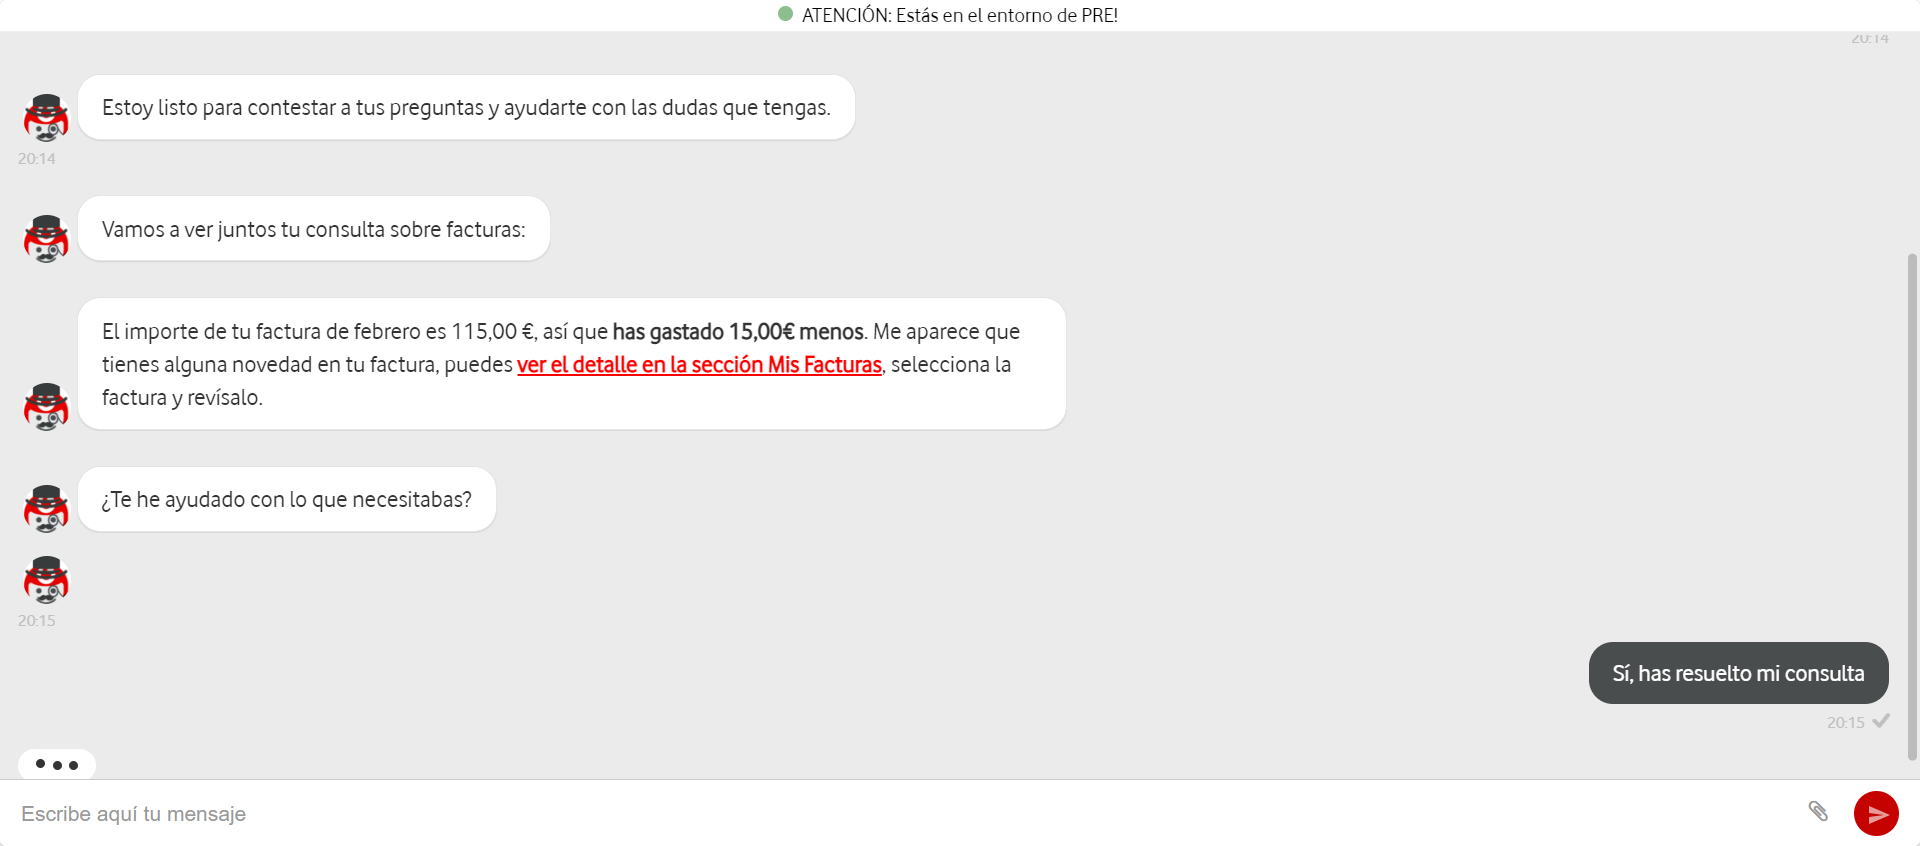 ATENCIÓN: Estás en el entorno de PRE!
20:14
Estoy listo para contestar a tus preguntas y ayudarte con las dudas que tengas.
20:14
Vamos a ver juntos tu consulta sobre facturas:
El importe de tu factura de febrero es 115,00 €, así que has gastado 15,00€ menos. Me aparece que
tienes alguna novedad en tu factura, puedes ver el detalle en la sección Mis Facturas, selecciona la
factura y revísalo.
¿Te he ayudado con lo que necesitabas?
20:15
Sí, has resuelto mi consulta
20:15
Escribe aquí tu mensaje